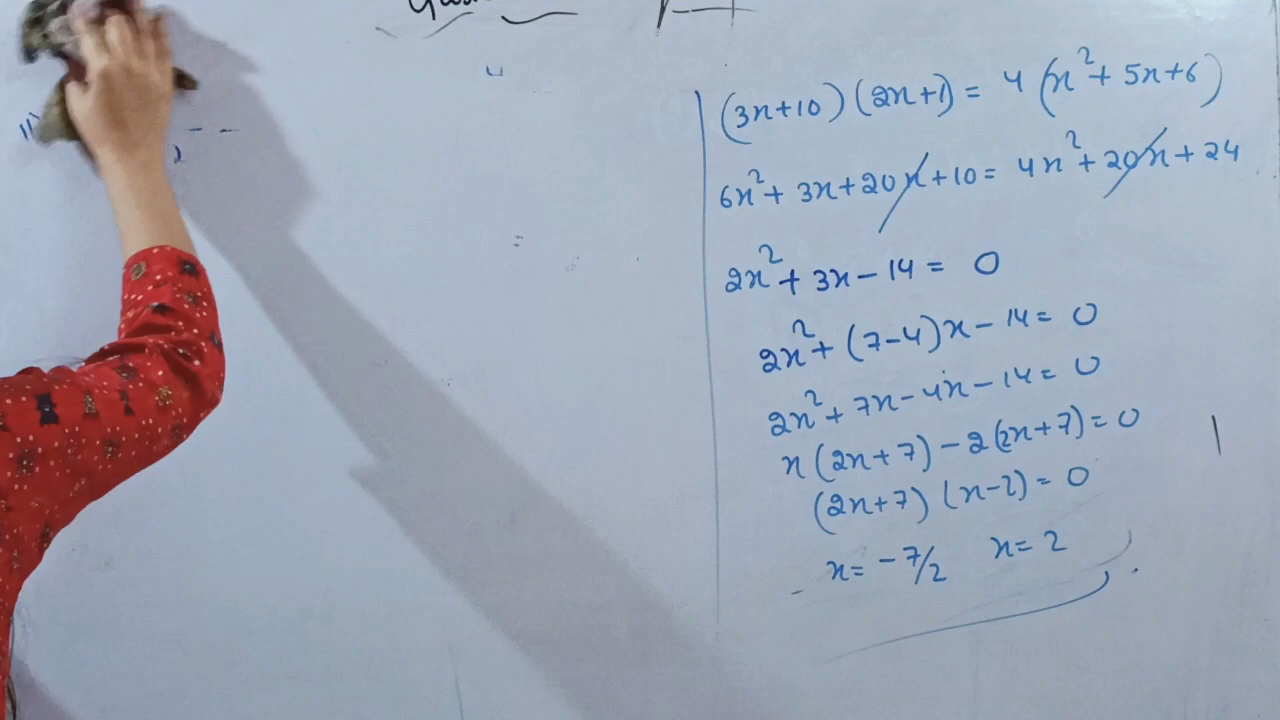 (3x+10)(2x+1) = 4(x²+5x+6)
6x²+3x+20x+10 = 4x²+20x+24
2x²+3x-14 = 0
2x²+(7-4)x-14 = 0
2x²+7x-4x-14 = 0
x(2x+7)-2(2x+7) = 0
(2x+7)(x-2) = 0
x = -7/2 x = 2